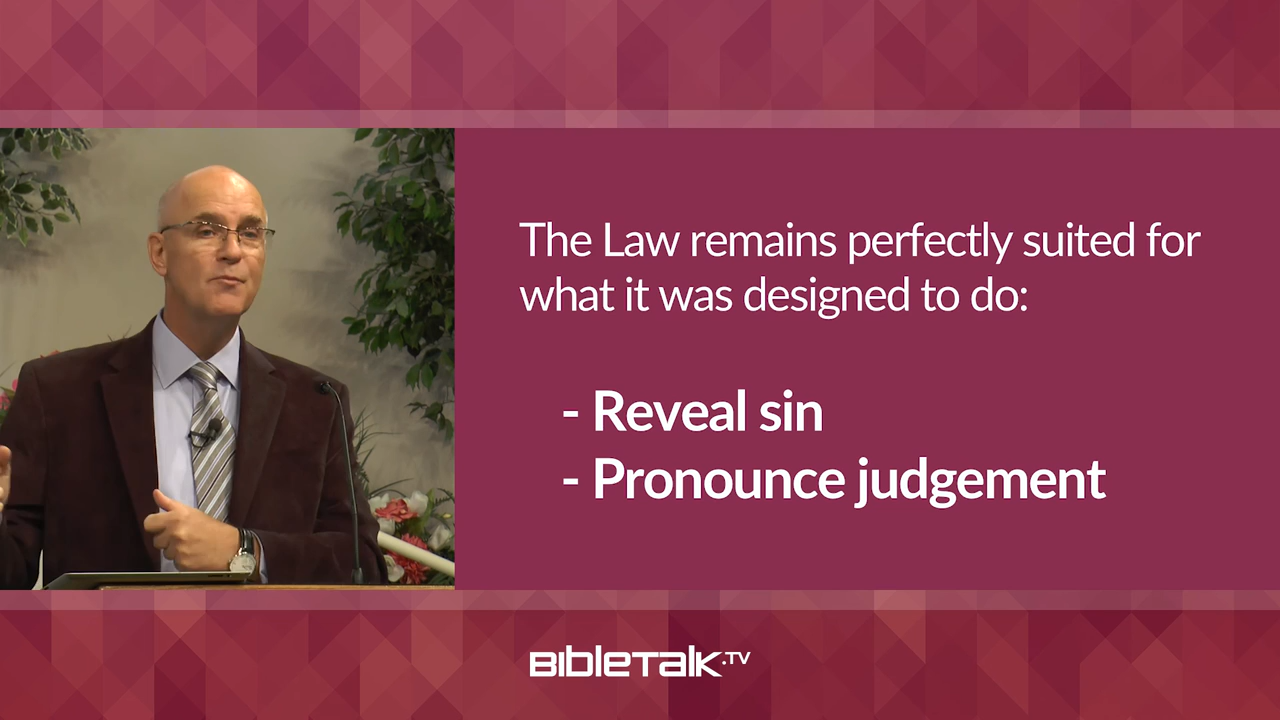 The Law remains perfectly suited for
what it was designed to do:
- Reveal sin
- Pronounce judgement
BIBLETALK.TV